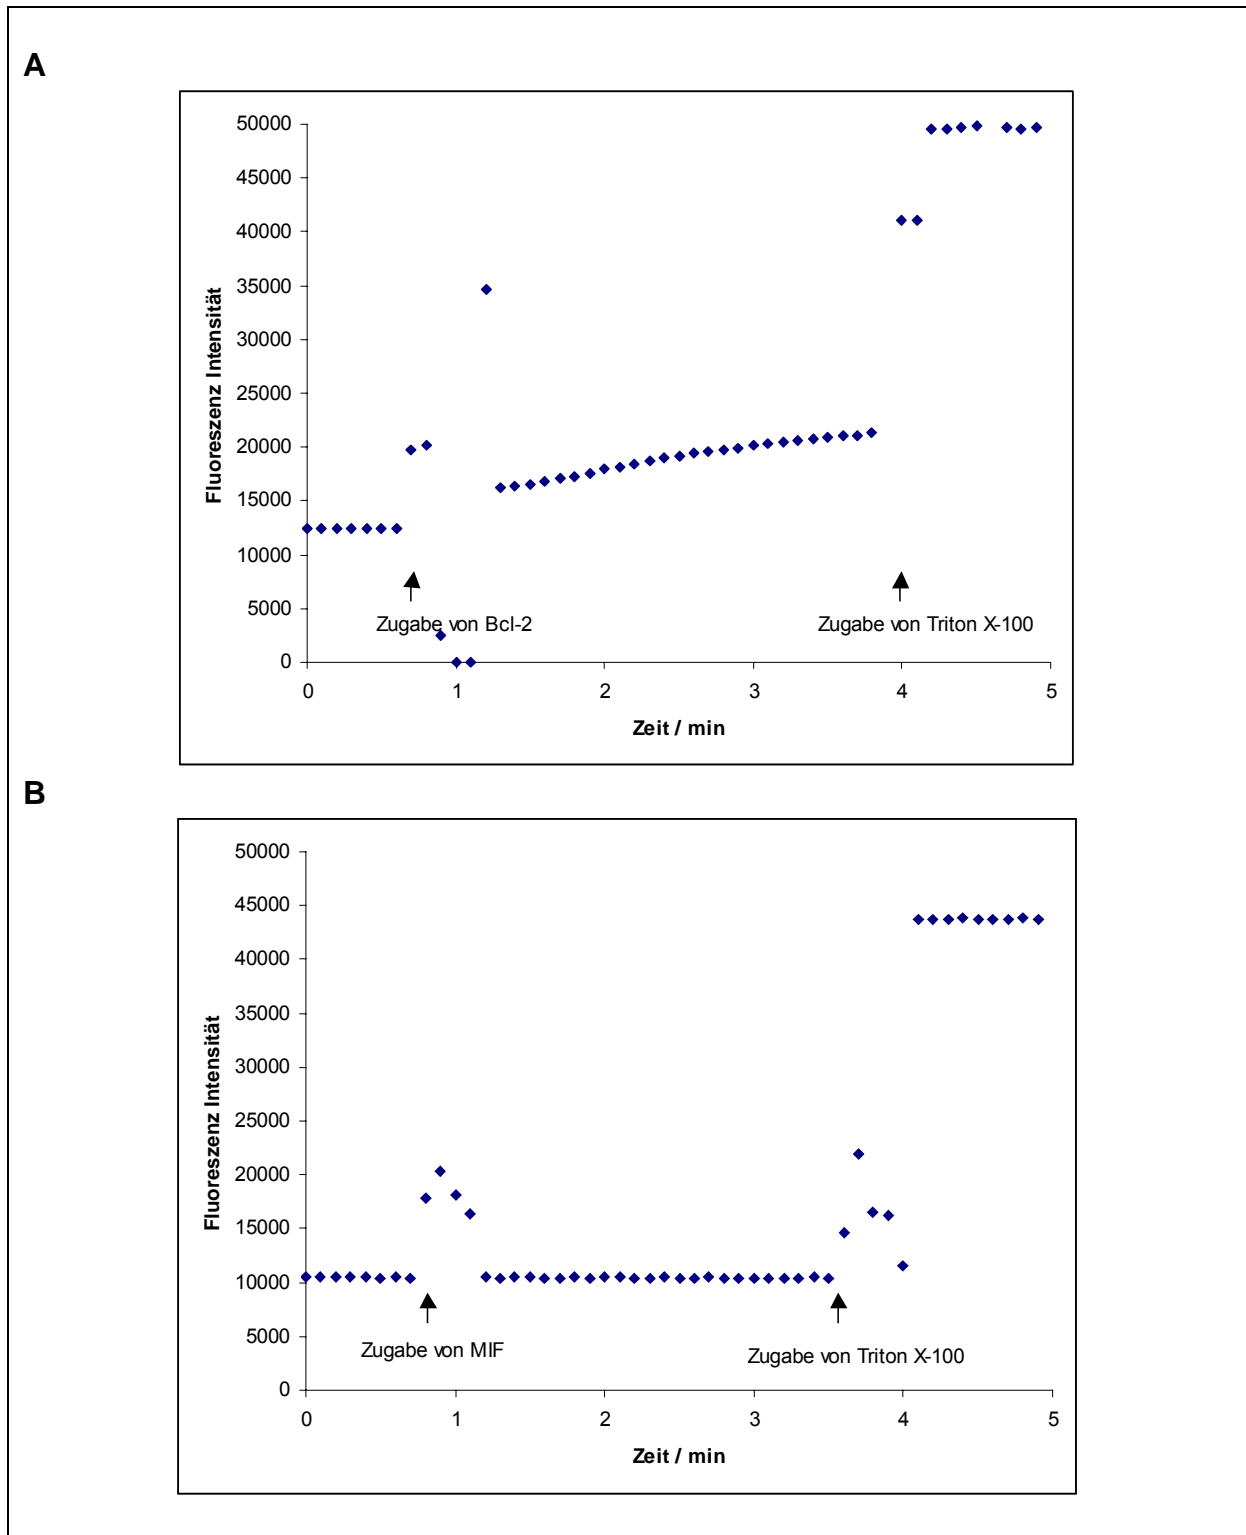 A
50000
45000
40000
35000
30000
25000
20000
15000
10000
5000
0
Fluoreszenz Intensität
Zugabe von Bcl-2
Zugabe von Triton X-100
0 1 2 3 4 5
Zeit / min
B
50000
45000
40000
35000
30000
25000
20000
15000
10000
5000
0
Fluoreszenz Intensität
Zugabe von MIF
Zugabe von Triton X-100
0 1 2 3 4 5
Zeit / min